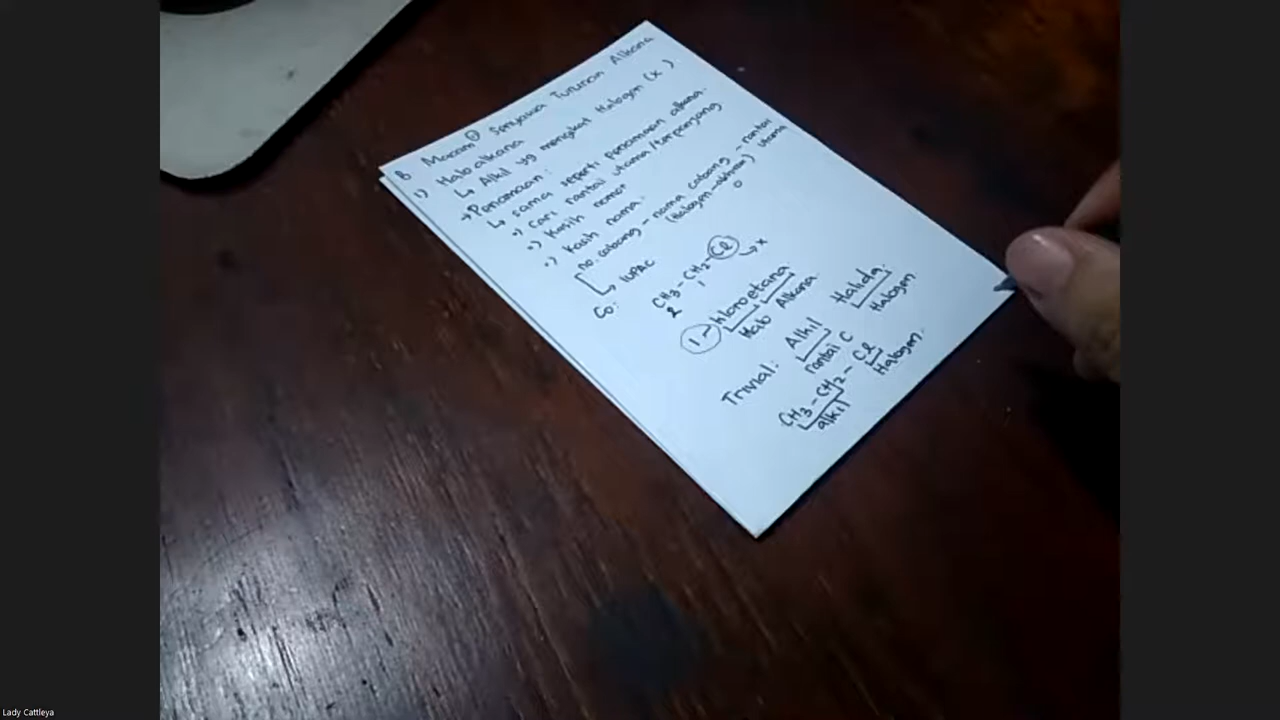 B Macam² Senyawa Turunan Alkana
1) Haloalkana
↳ Alkil yg mengikat Halogen (x)
→ Penamaan:
↳ sama seperti penamaan alkana.
•) Cari rantai utama/terpanjang
•) Kasih nomor
•) Kasih nama:
no. cabang - nama cabang - rantai utama
(Halogen-akhiran) o
↳ IUPAC
Co: CH3 - CH2 - Cl → x
2 1
1 - kloroetana
Halo Alkana
Trivial: Alkil Halida
rantai C Halogen
CH3 - CH2 - Cl
alkil Halogen.
Lady Cattleya